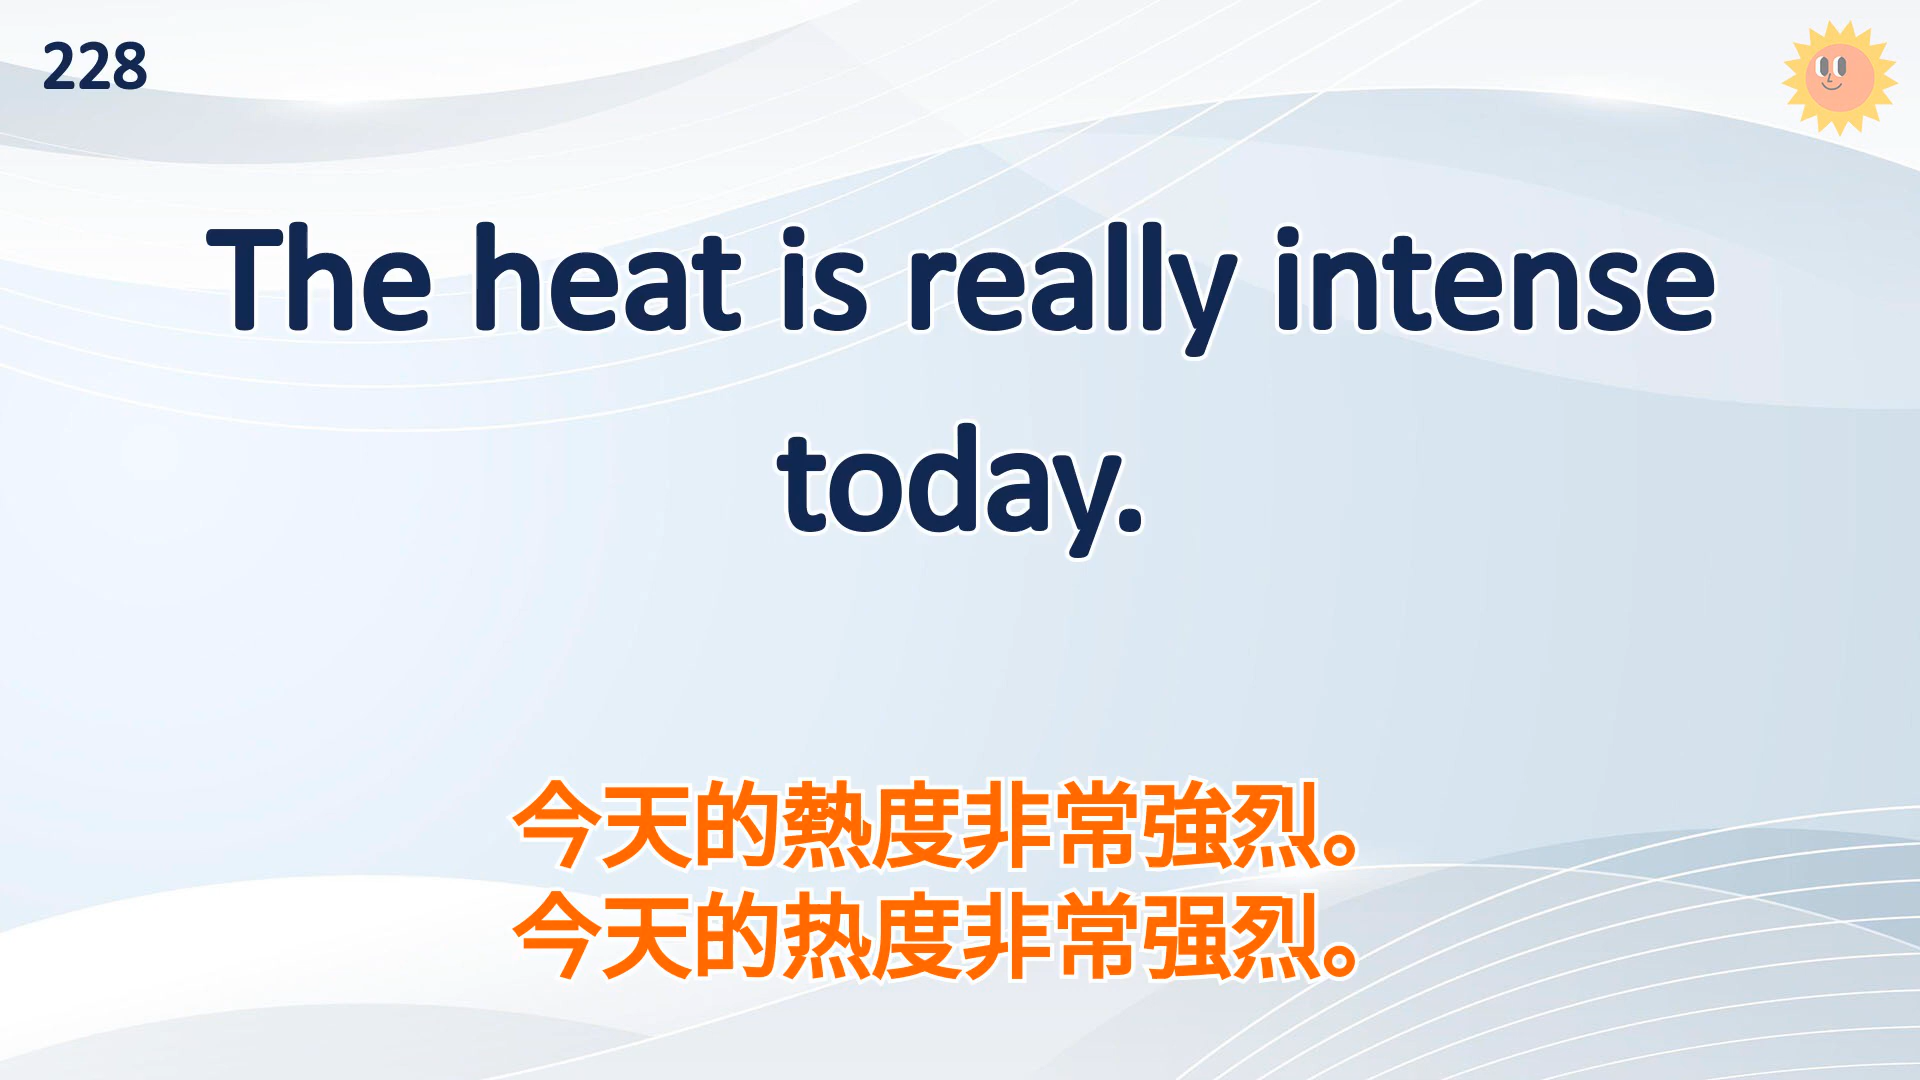 228
The heat is really intense
today.
今天的熱度非常強烈。
今天的热度非常强烈。